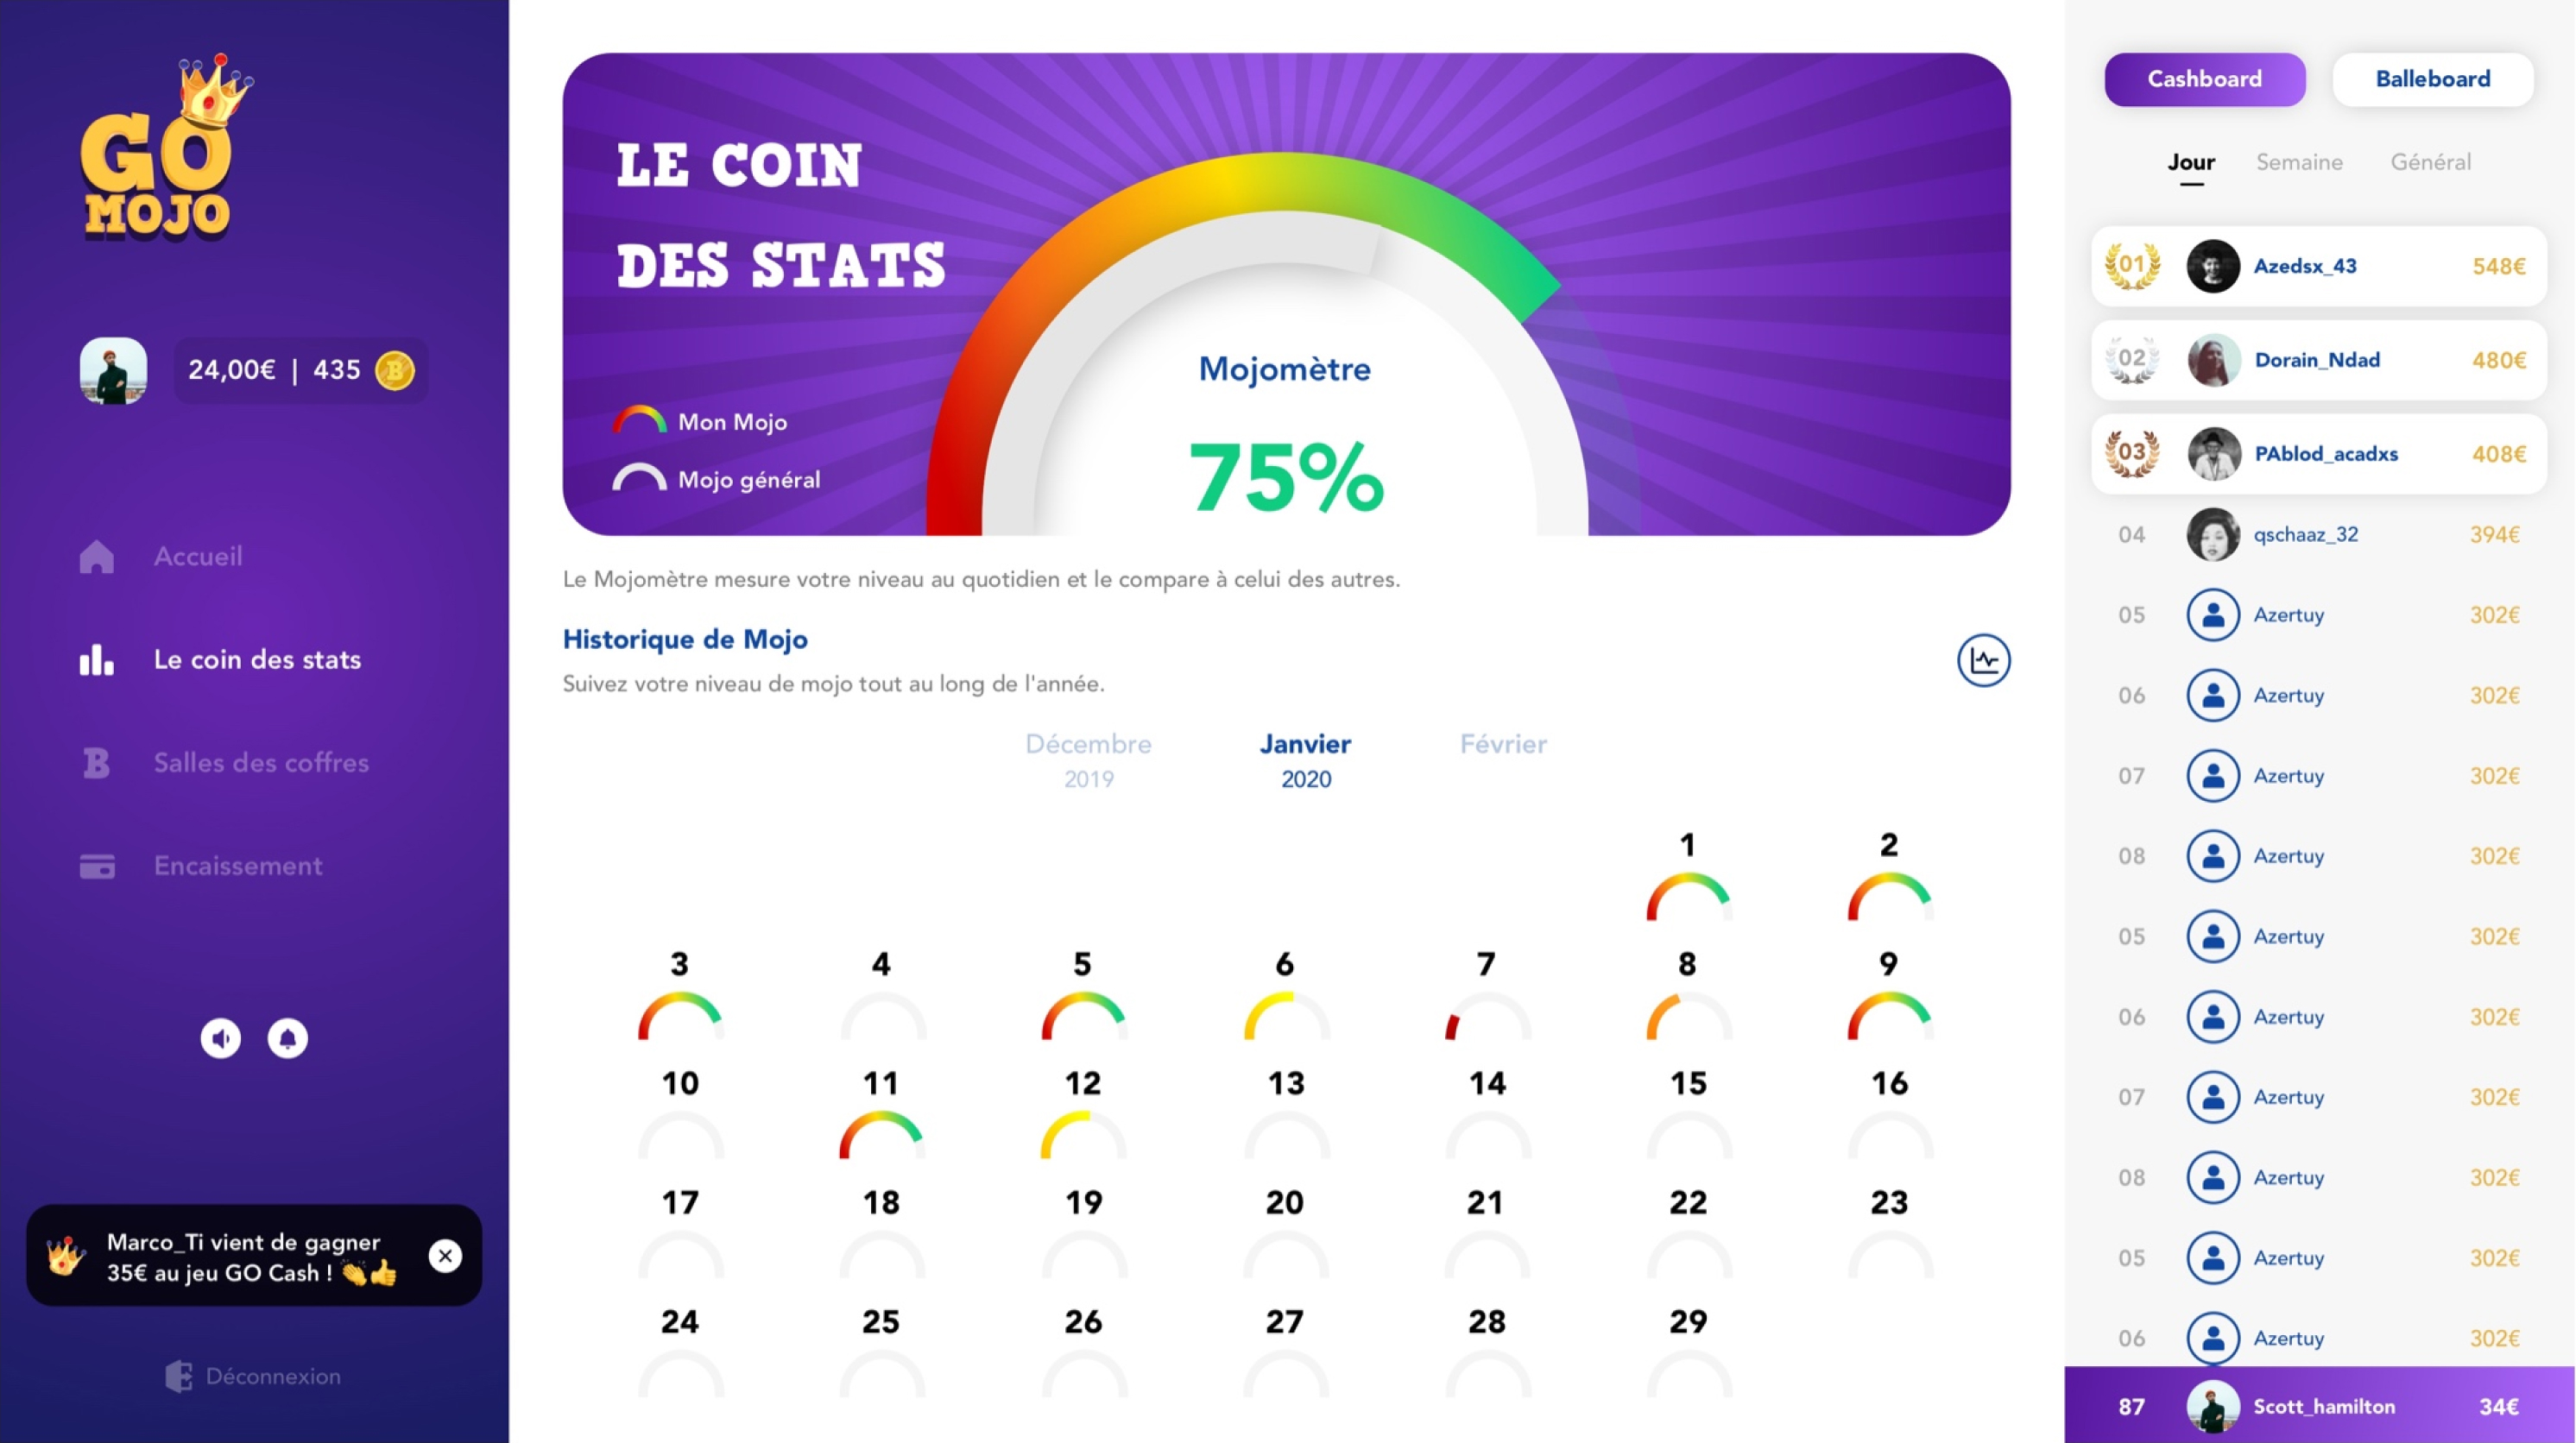 GO
MOJO
24,00€ | 435
Accueil
Le coin des stats
Salles des coffres
Encaissement
Marco_Ti vient de gagner
35€ au jeu GO Cash ! 👏👍
Déconnexion
LE COIN
DES STATS
Mon Mojo
Mojo général
Mojomètre
75%
Le Mojomètre mesure votre niveau au quotidien et le compare à celui des autres.
Historique de Mojo
Suivez votre niveau de mojo tout au long de l'année.
Décembre Janvier Février
2019 2020
1 2
3 4 5 6 7 8 9
10 11 12 13 14 15 16
17 18 19 20 21 22 23
24 25 26 27 28 29
Cashboard Balleboard
Jour Semaine Général
01 Azedsx_43 548€
02 Dorain_Ndad 480€
03 PAblod_acadxs 408€
04 qschaaz_32 394€
05 Azertuy 302€
06 Azertuy 302€
07 Azertuy 302€
08 Azertuy 302€
05 Azertuy 302€
06 Azertuy 302€
07 Azertuy 302€
08 Azertuy 302€
05 Azertuy 302€
06 Azertuy 302€
87 Scott_hamilton 34€